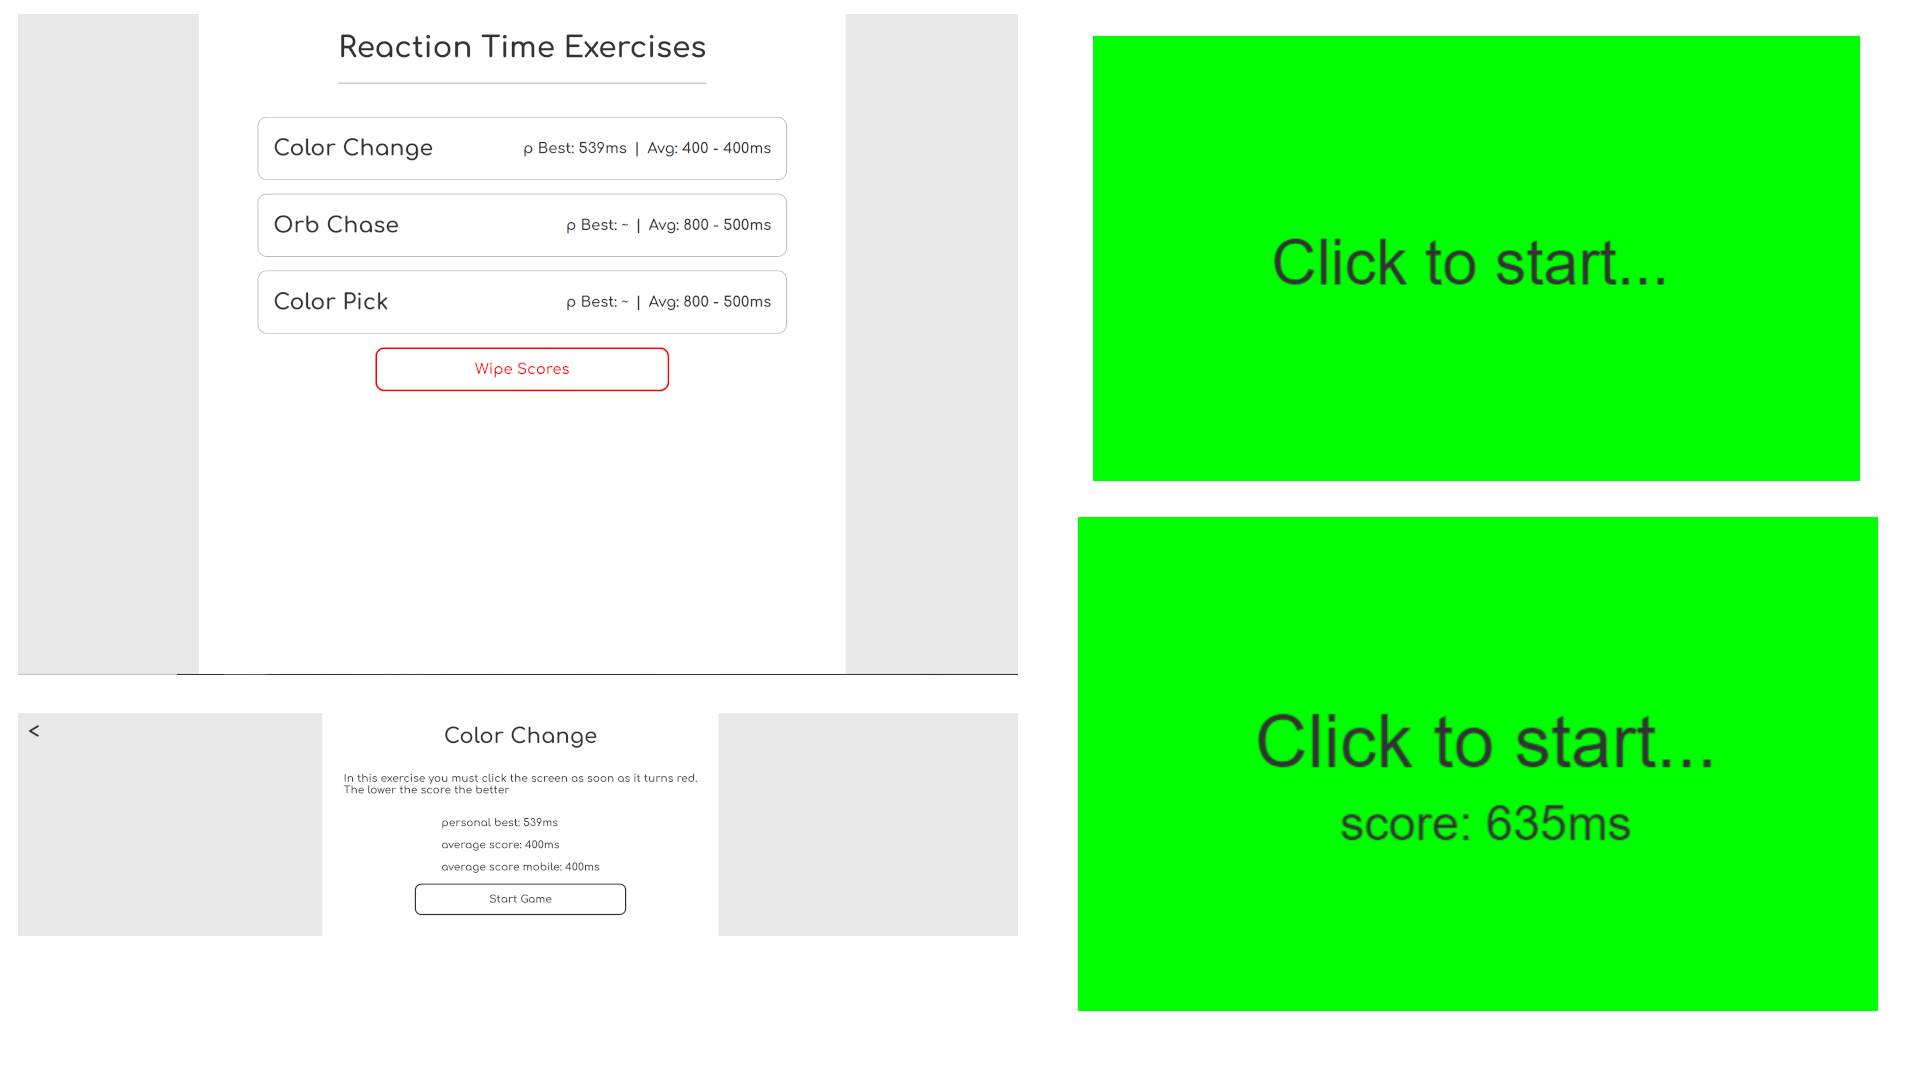 Reaction Time Exercises
Color Change
ρ Best: 539ms | Avg: 400 - 400ms
Orb Chase
ρ Best: ~ | Avg: 800 - 500ms
Color Pick
ρ Best: ~ | Avg: 800 - 500ms
Wipe Scores
<
Color Change
In this exercise you must click the screen as soon as it turns red.
The lower the score the better
personal best: 539ms
average score: 400ms
average score mobile: 400ms
Start Game
Click to start...
Click to start...
score: 635ms